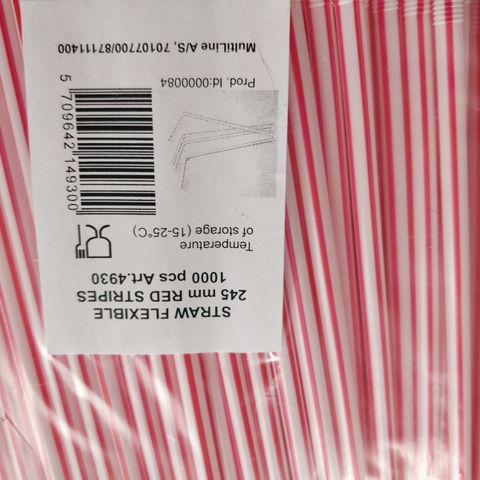 STRAW FLEXIBLE
245 mm RED STRIPES
1000 pcs Art.4930
Temperature
of storage (15-25°C)
5 709642 149300
Prod. Id:0000084
MultiLine A/S, 70107700/87111400